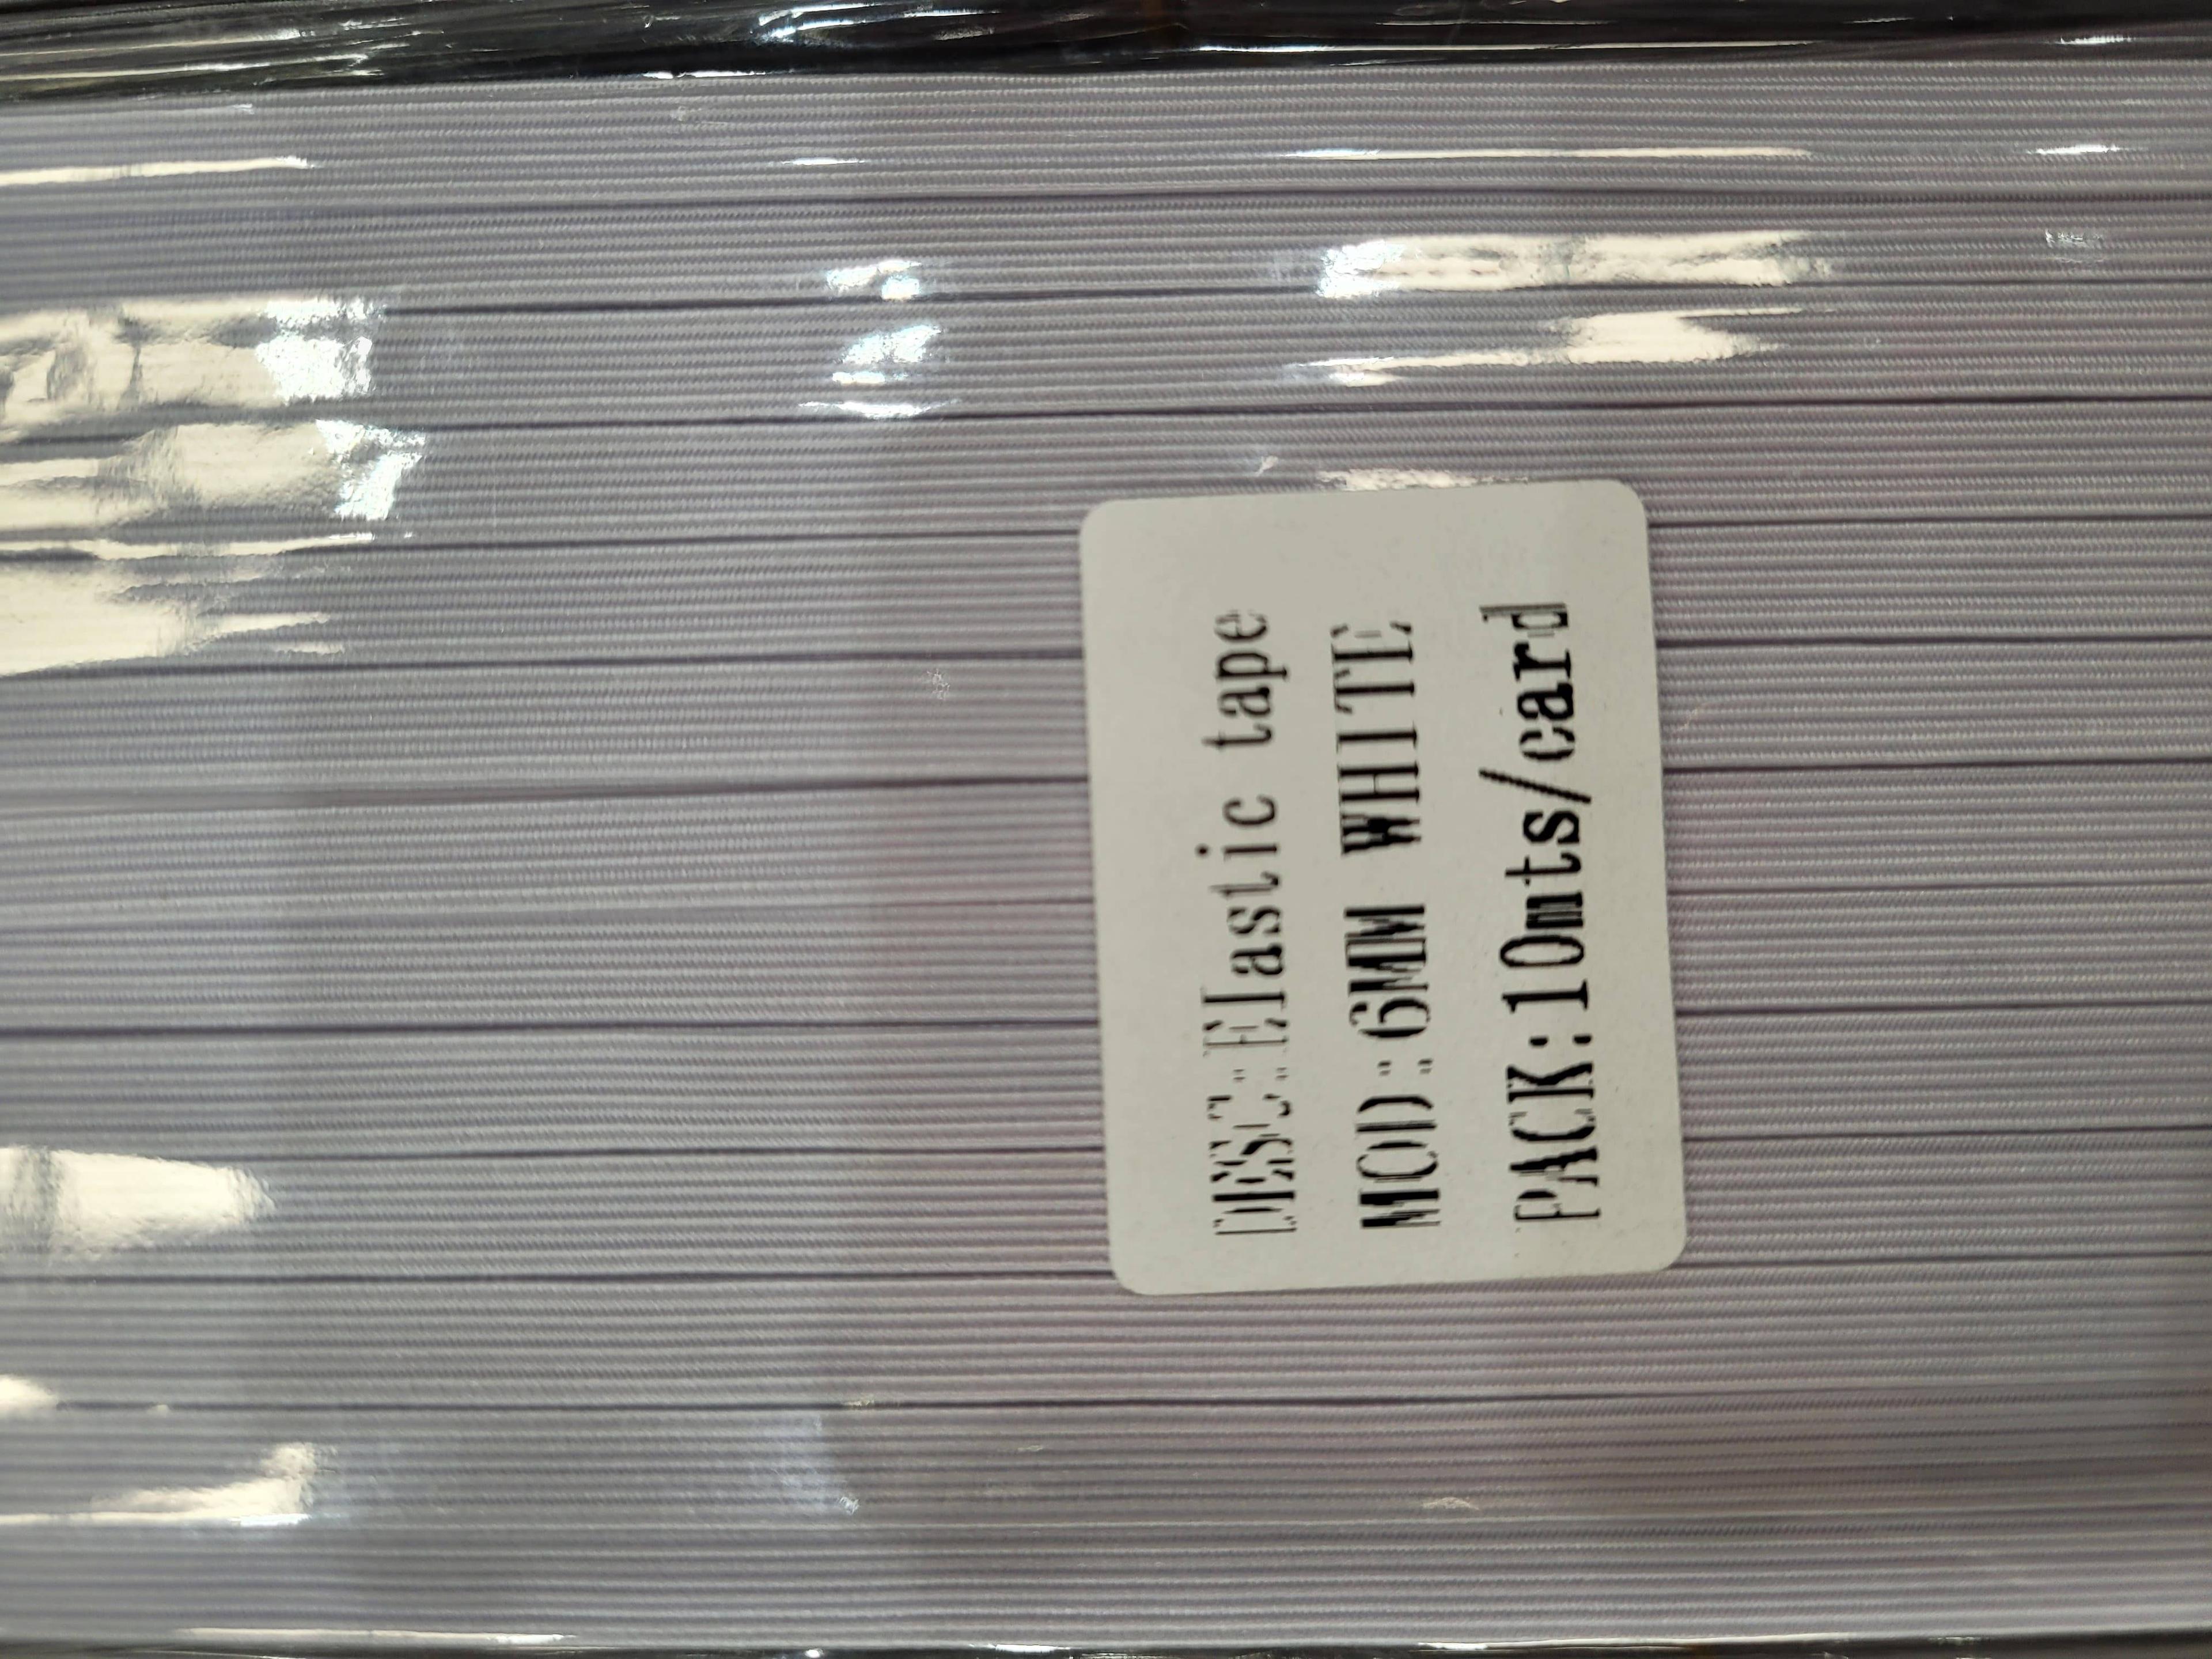 DESC:Elastic tape
MOD:6MM WHITE
PACK:10mts/card